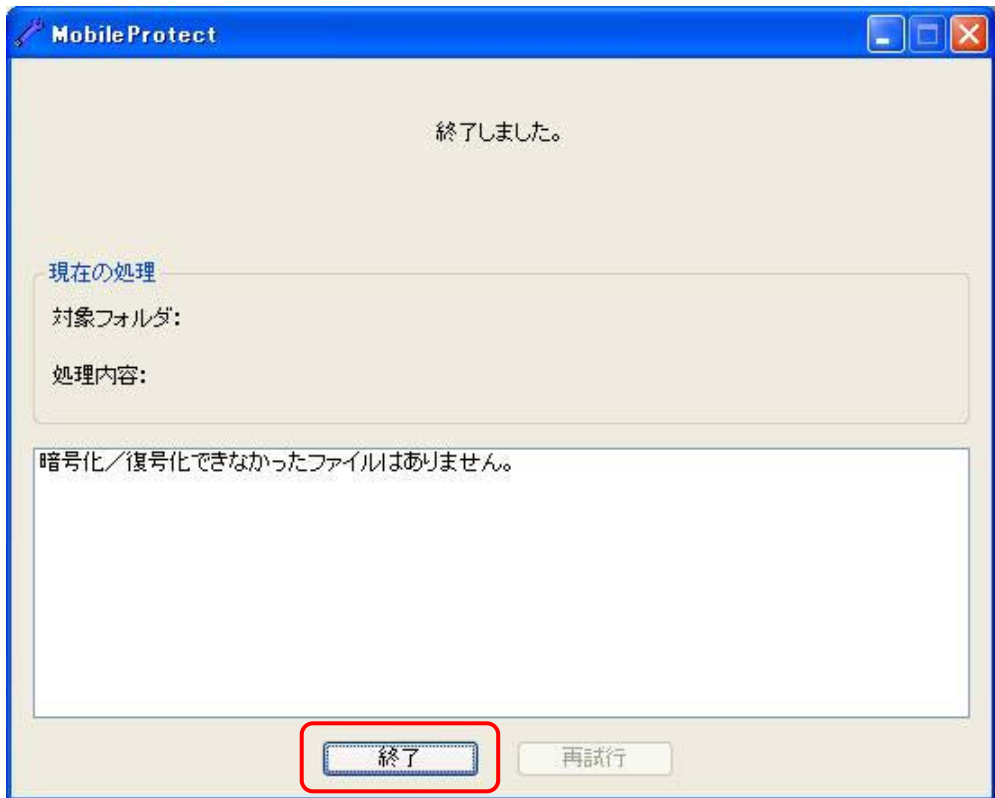 MobileProtect
終了しました。
現在の処理
対象フォルダ:
処理内容:
暗号化／復号化できなかったファイルはありません。
終了
再試行